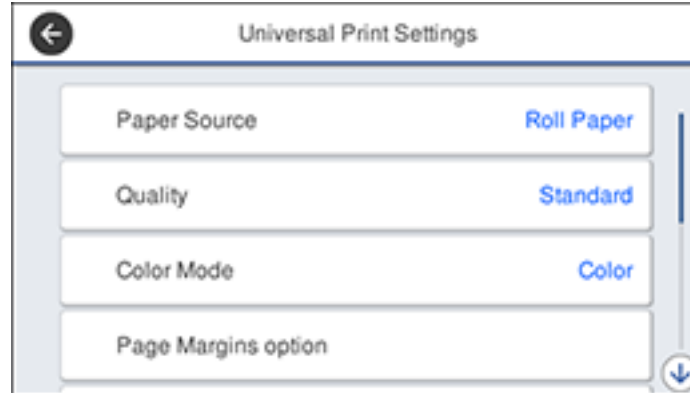 Universal Print Settings
Paper Source Roll Paper
Quality Standard
Color Mode Color
Page Margins option